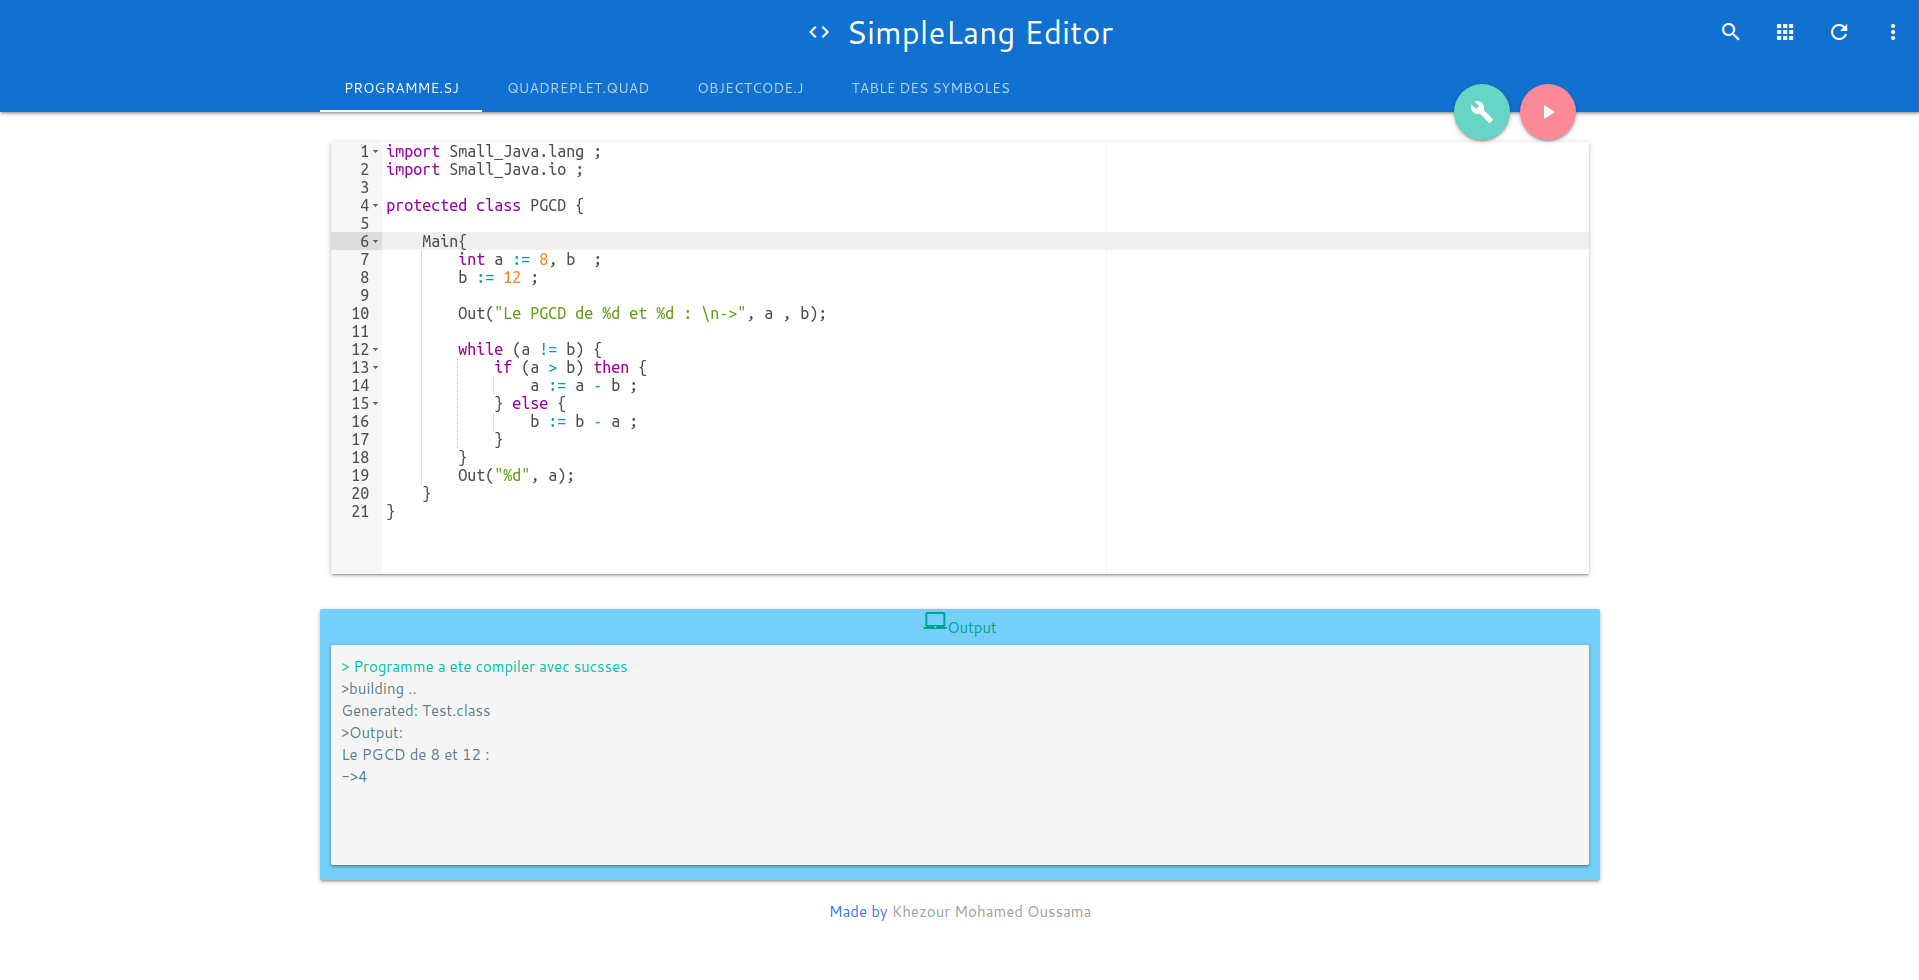 SimpleLang Editor
PROGRAMME.SJ QUADREPLET.QUAD OBJECTCODE.J TABLE DES SYMBOLES
1 import Small_Java.lang ;
2 import Small_Java.io ;
3
4 protected class PGCD {
5
6     Main{
7         int a := 8, b  ;
8         b := 12 ;
9
10         Out("Le PGCD de %d et %d : \n->", a , b);
11
12         while (a != b) {
13             if (a > b) then {
14                 a := a - b ;
15             } else {
16                 b := b - a ;
17             }
18         }
19         Out("%d", a);
20     }
21 }
Output
> Programme a ete compiler avec sucsses
>building ..
Generated: Test.class
>Output:
Le PGCD de 8 et 12 :
->4
Made by Khezour Mohamed Oussama